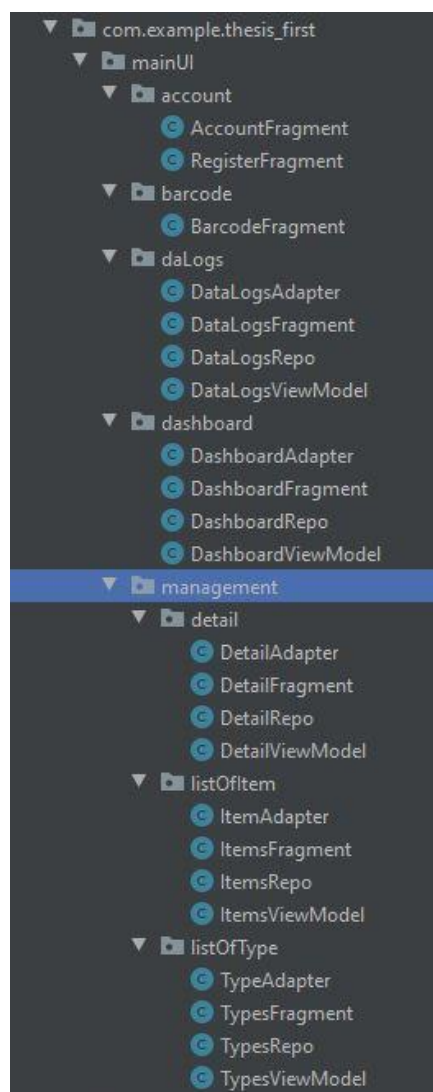 com.example.thesis_first
mainUI
account
AccountFragment
RegisterFragment
barcode
BarcodeFragment
daLogs
DataLogsAdapter
DataLogsFragment
DataLogsRepo
DataLogsViewModel
dashboard
DashboardAdapter
DashboardFragment
DashboardRepo
DashboardViewModel
management
detail
DetailAdapter
DetailFragment
DetailRepo
DetailViewModel
listOfItem
ItemAdapter
ItemsFragment
ItemsRepo
ItemsViewModel
listOfType
TypeAdapter
TypesFragment
TypesRepo
TypesViewModel